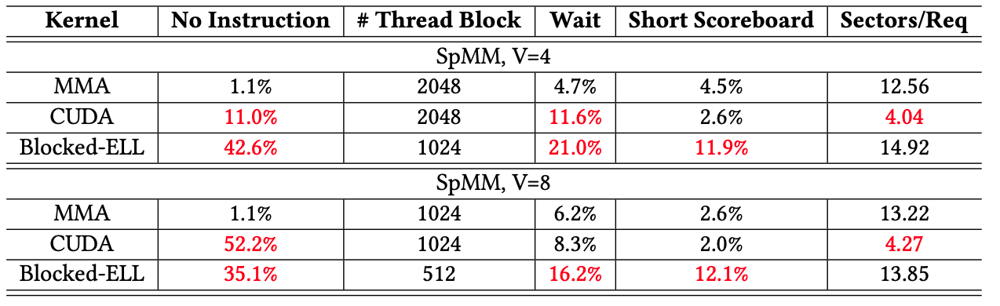 Kernel No Instruction # Thread Block Wait Short Scoreboard Sectors/Req
SpMM, V=4
MMA 1.1% 2048 4.7% 4.5% 12.56
CUDA 11.0% 2048 11.6% 2.6% 4.04
Blocked-ELL 42.6% 1024 21.0% 11.9% 14.92
SpMM, V=8
MMA 1.1% 1024 6.2% 2.6% 13.22
CUDA 52.2% 1024 8.3% 2.0% 4.27
Blocked-ELL 35.1% 512 16.2% 12.1% 13.85